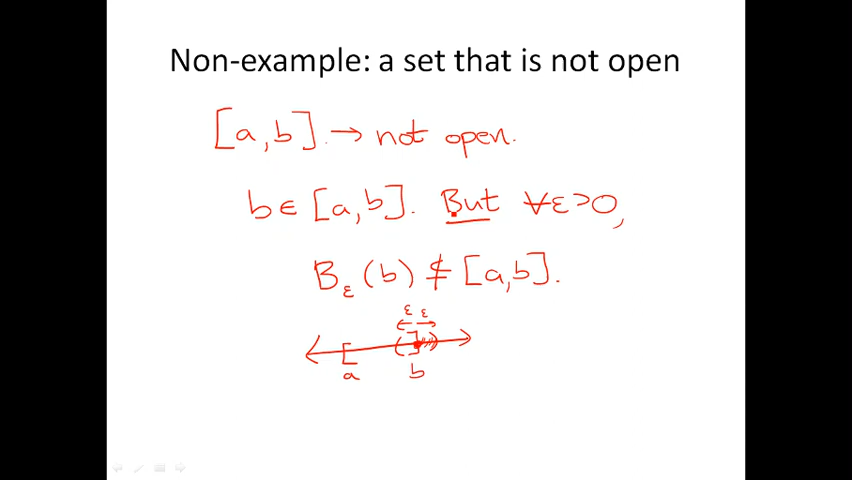 Non-example: a set that is not open
[a, b]. → not open.
b ∈ [a, b]. But ∀ε>0,
B_ε (b) ⊈ [a, b].
ε ε
a b